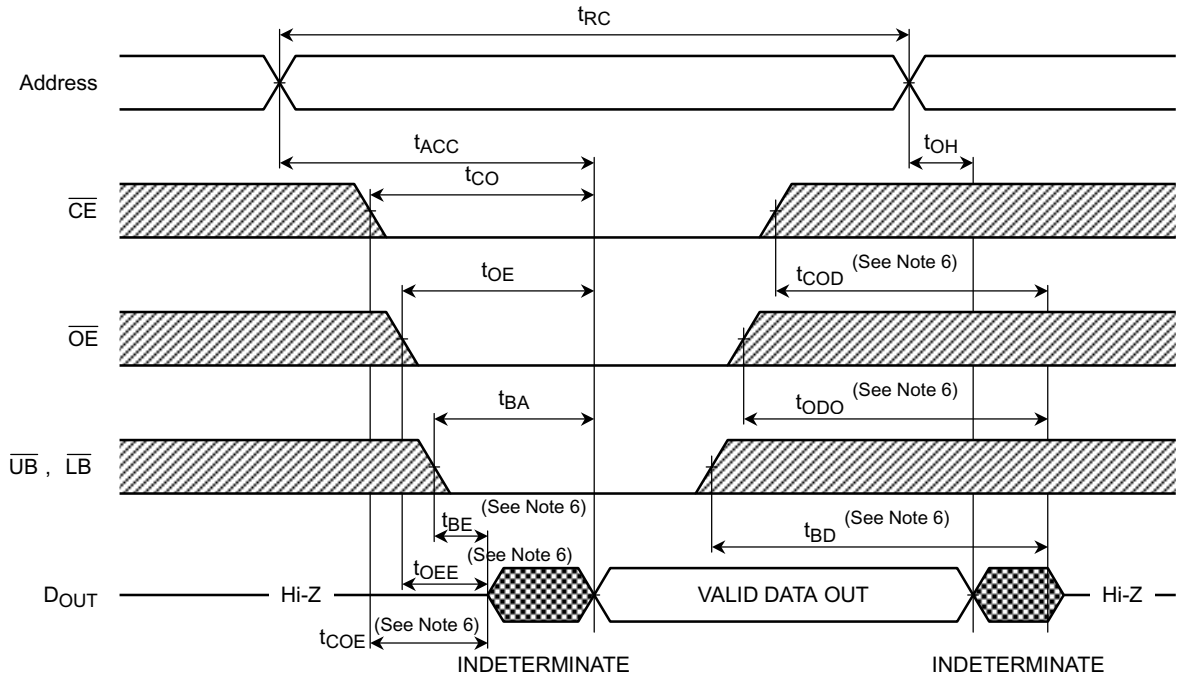 tRC
Address
tACC
tOH
tCO
CE
tCOD (See Note 6)
tOE
OE
tODO (See Note 6)
tBA
UB , LB
tBE (See Note 6)
tBD (See Note 6)
tOEE (See Note 6)
DOUT Hi-Z VALID DATA OUT Hi-Z
tCOE (See Note 6)
INDETERMINATE INDETERMINATE